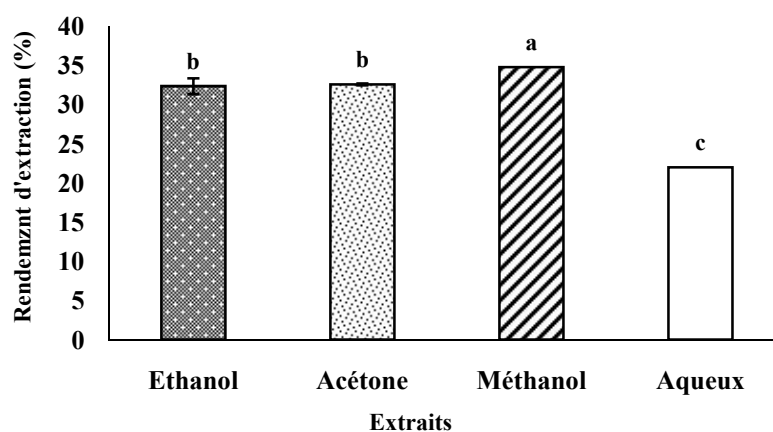 Rendemznt d'extraction (%)
40
35
30
25
20
15
10
5
0
b
b
a
c
Ethanol
Acétone
Méthanol
Aqueux
Extraits